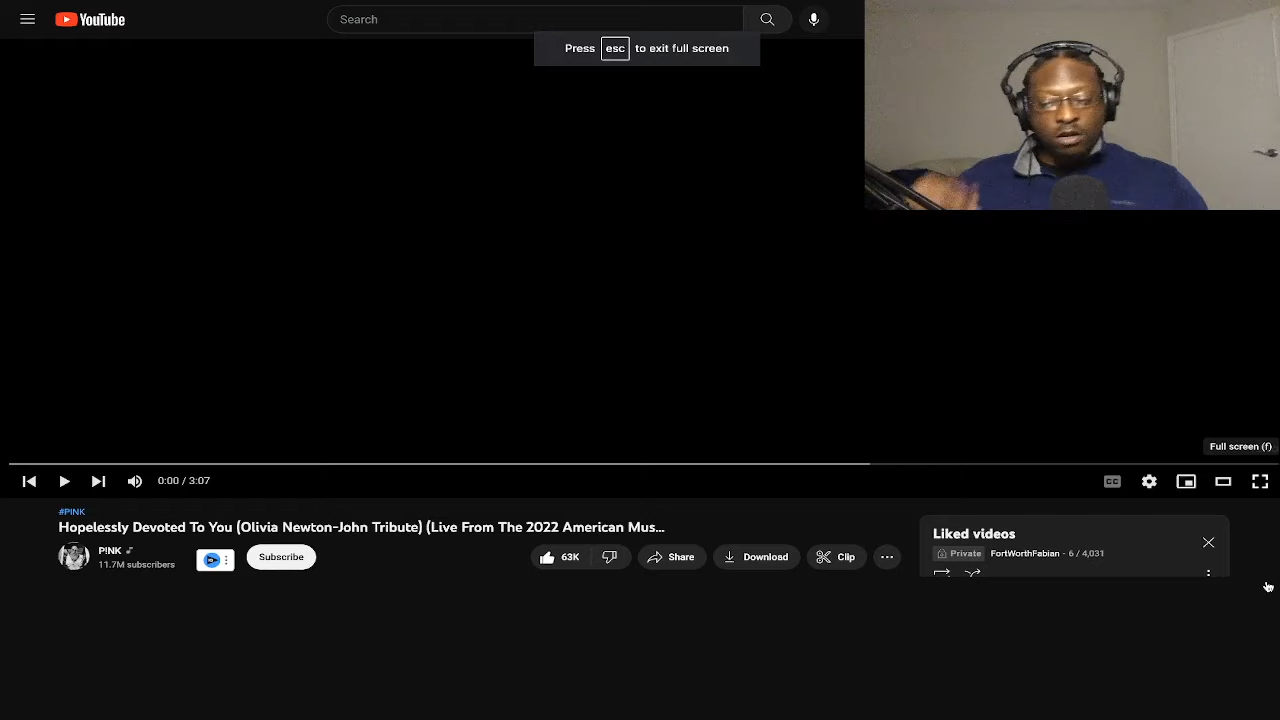 YouTube
Search
Press esc to exit full screen
Full screen (f)
0:00 / 3:07
CC
#PINK
Hopelessly Devoted To You (Olivia Newton-John Tribute) (Live From The 2022 American Mus...
P!NK
11.7M subscribers
Subscribe
63K
Share
Download
Clip
Liked videos
Private FortWorthFabian - 6 / 4,031